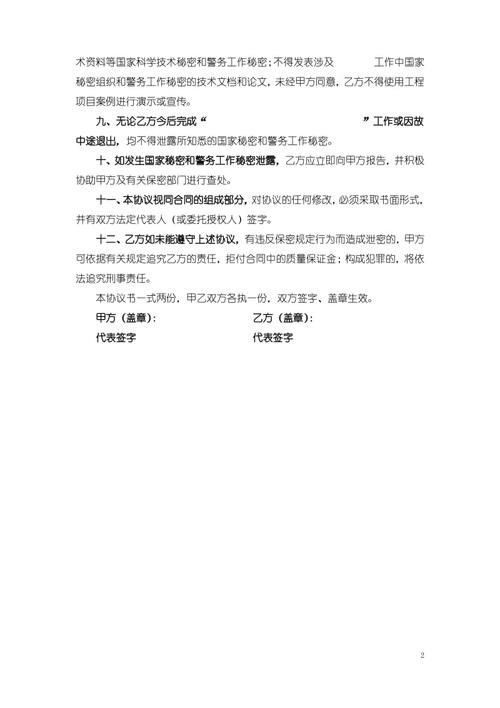 术资料等国家科学技术秘密和警务工作秘密；不得发表涉及　　　　工作中国家
秘密组织和警务工作秘密的技术文档和论文，未经甲方同意，乙方不得使用工程
项目案例进行演示或宣传。
九、无论乙方今后完成“　　　　　　　　　　　　　　”工作或因故
中途退出，均不得泄露所知悉的国家秘密和警务工作秘密。
十、如发生国家秘密和警务工作秘密泄露，乙方应立即向甲方报告，并积极
协助甲方及有关保密部门进行查处。
十一、本协议视同合同的组成部分，对协议的任何修改，必须采取书面形式，
并有双方法定代表人（或委托授权人）签字。
十二、乙方如未能遵守上述协议，有违反保密规定行为而造成泄密的，甲方
可依据有关规定追究乙方的责任，拒付合同中的质量保证金；构成犯罪的，将依
法追究刑事责任。
本协议书一式两份，甲乙双方各执一份，双方签字、盖章生效。
甲方（盖章）：　　　　　　　　乙方（盖章）：
代表签字　　　　　　　　　　　代表签字
2